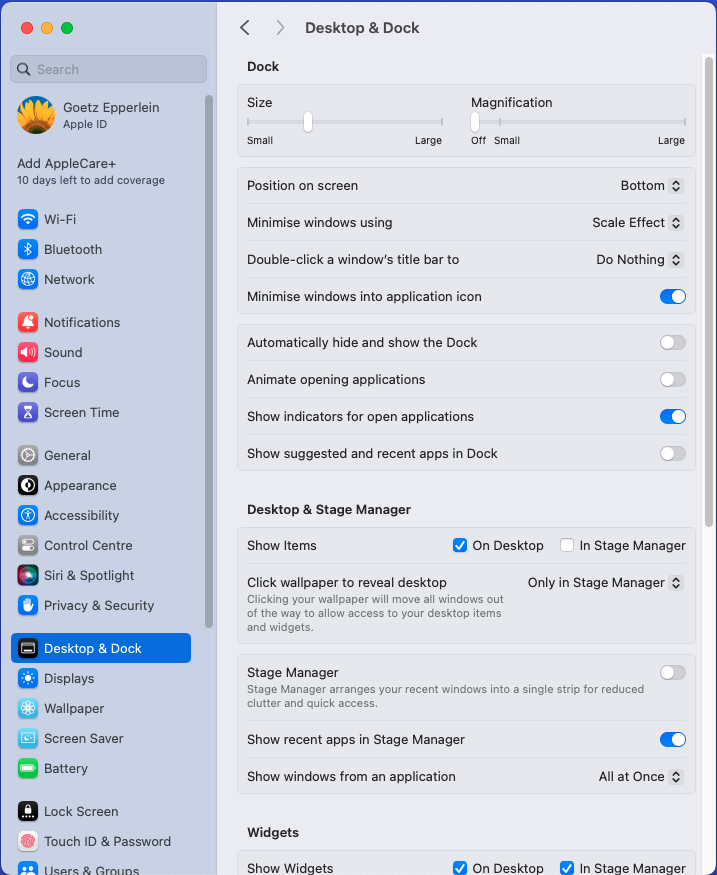 Desktop & Dock
Search
Goetz Epperlein
Apple ID
Add AppleCare+
10 days left to add coverage
Wi-Fi
Bluetooth
Network
Notifications
Sound
Focus
Screen Time
General
Appearance
Accessibility
Control Centre
Siri & Spotlight
Privacy & Security
Desktop & Dock
Displays
Wallpaper
Screen Saver
Battery
Lock Screen
Touch ID & Password
Users & Groups
Dock
Size
Magnification
Small
Large
Off
Small
Large
Position on screen
Bottom
Minimise windows using
Scale Effect
Double-click a window's title bar to
Do Nothing
Minimise windows into application icon
Automatically hide and show the Dock
Animate opening applications
Show indicators for open applications
Show suggested and recent apps in Dock
Desktop & Stage Manager
Show Items
On Desktop
In Stage Manager
Click wallpaper to reveal desktop
Only in Stage Manager
Clicking your wallpaper will move all windows out
of the way to allow access to your desktop items
and widgets.
Stage Manager
Stage Manager arranges your recent windows into a single strip for reduced
clutter and quick access.
Show recent apps in Stage Manager
Show windows from an application
All at Once
Widgets
Show Widgets
On Desktop
In Stage Manager